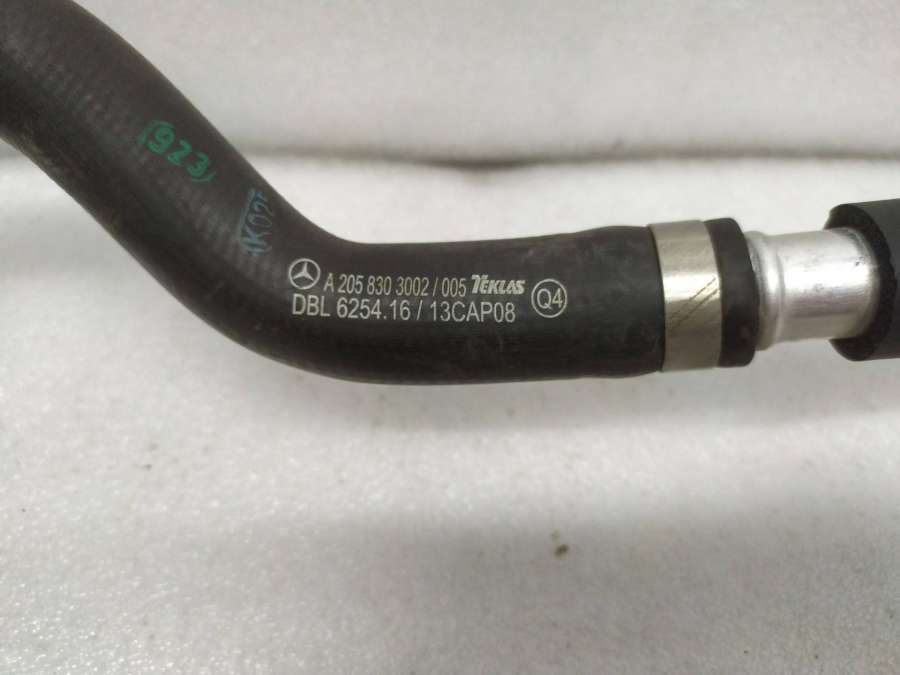 (923)
A 205 830 3002 / 005 TEKLAS
DBL 6254.16 / 13CAP08
Q4